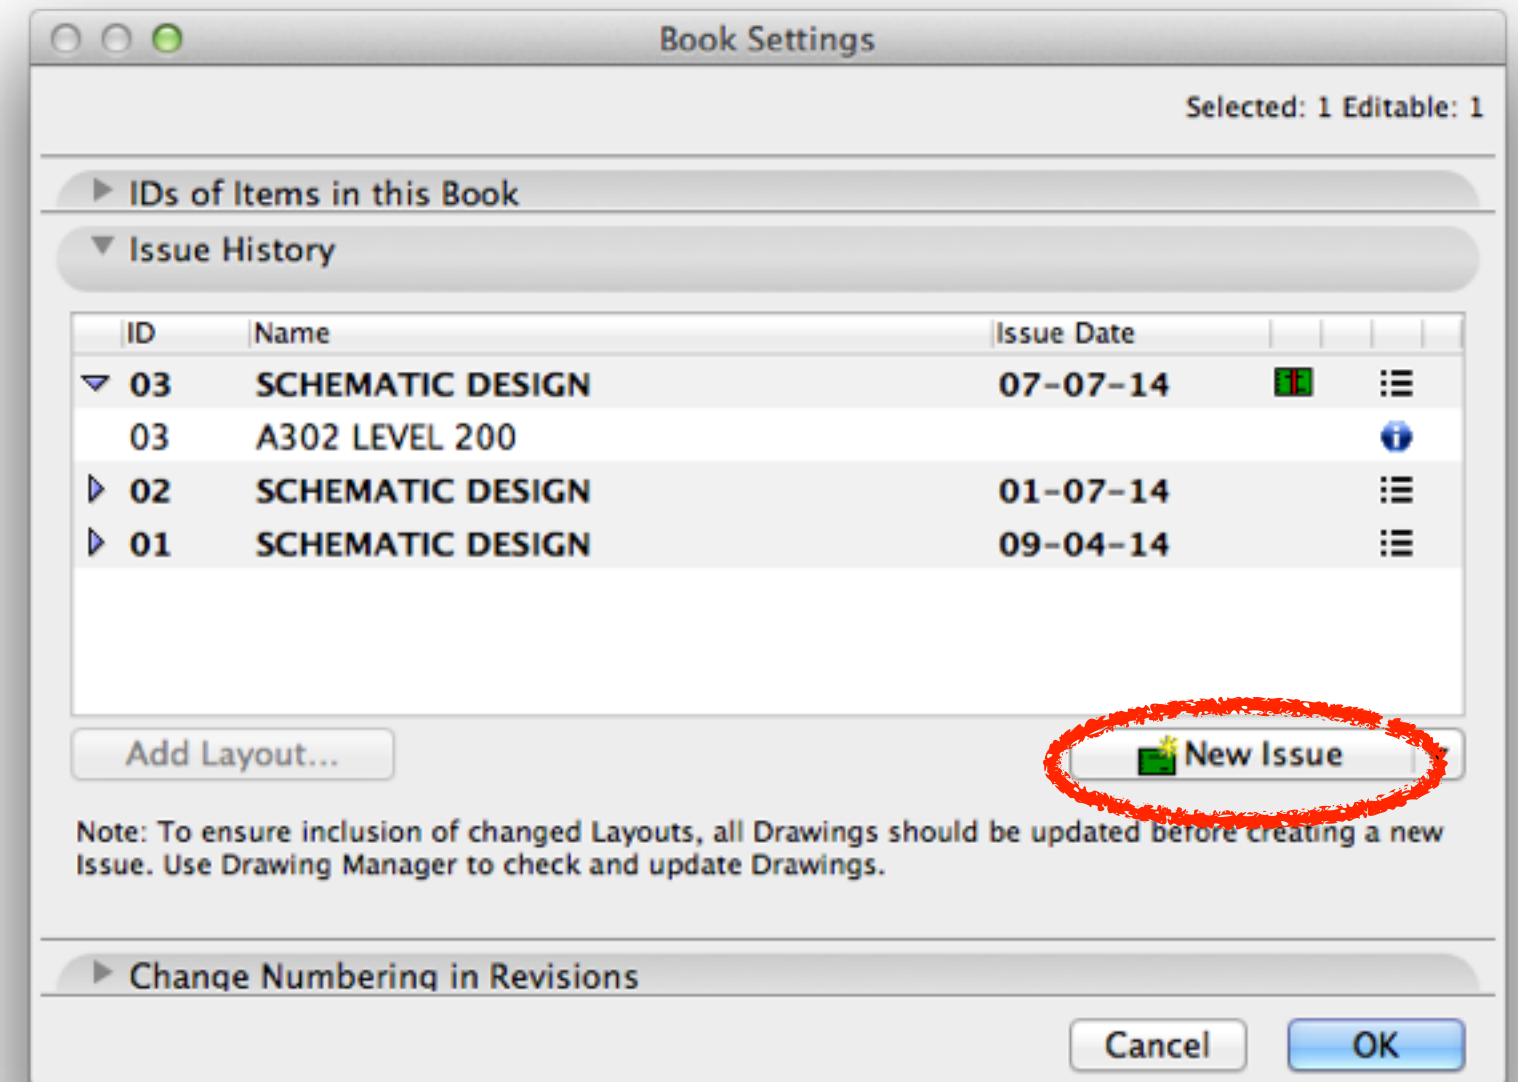 Book Settings
Selected: 1 Editable: 1
IDs of Items in this Book
Issue History
ID Name Issue Date
03 SCHEMATIC DESIGN 07-07-14
03 A302 LEVEL 200
02 SCHEMATIC DESIGN 01-07-14
01 SCHEMATIC DESIGN 09-04-14
Add Layout...
New Issue
Note: To ensure inclusion of changed Layouts, all Drawings should be updated before creating a new
Issue. Use Drawing Manager to check and update Drawings.
Change Numbering in Revisions
Cancel
OK